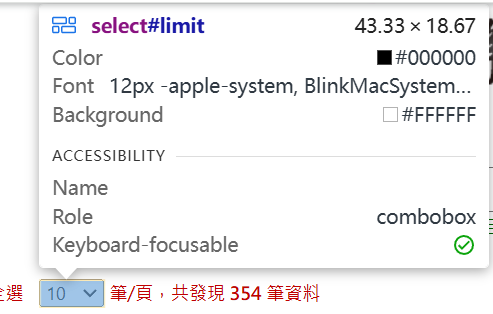 select#limit 43.33 × 18.67
Color #000000
Font 12px -apple-system, BlinkMacSystem...
Background #FFFFFF
ACCESSIBILITY
Name
Role combobox
Keyboard-focusable
全選 10 筆/頁，共發現 354 筆資料